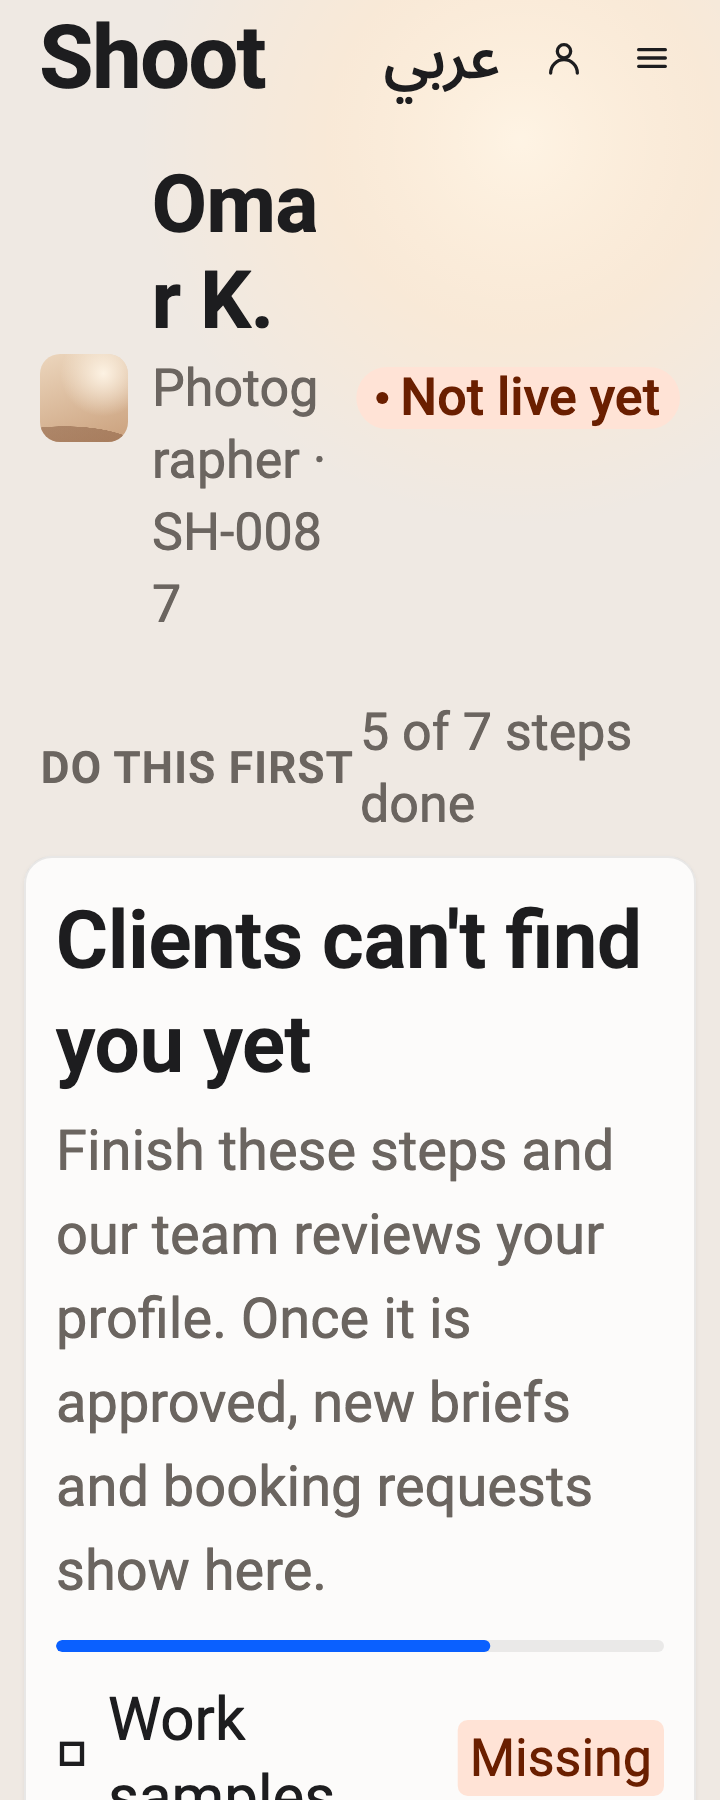 Shoot
عربي
Oma
r K.
Photog
rapher ·
SH-008
7
• Not live yet
DO THIS FIRST
5 of 7 steps
done
Clients can't find
you yet
Finish these steps and
our team reviews your
profile. Once it is
approved, new briefs
and booking requests
show here.
Work
samples
Missing